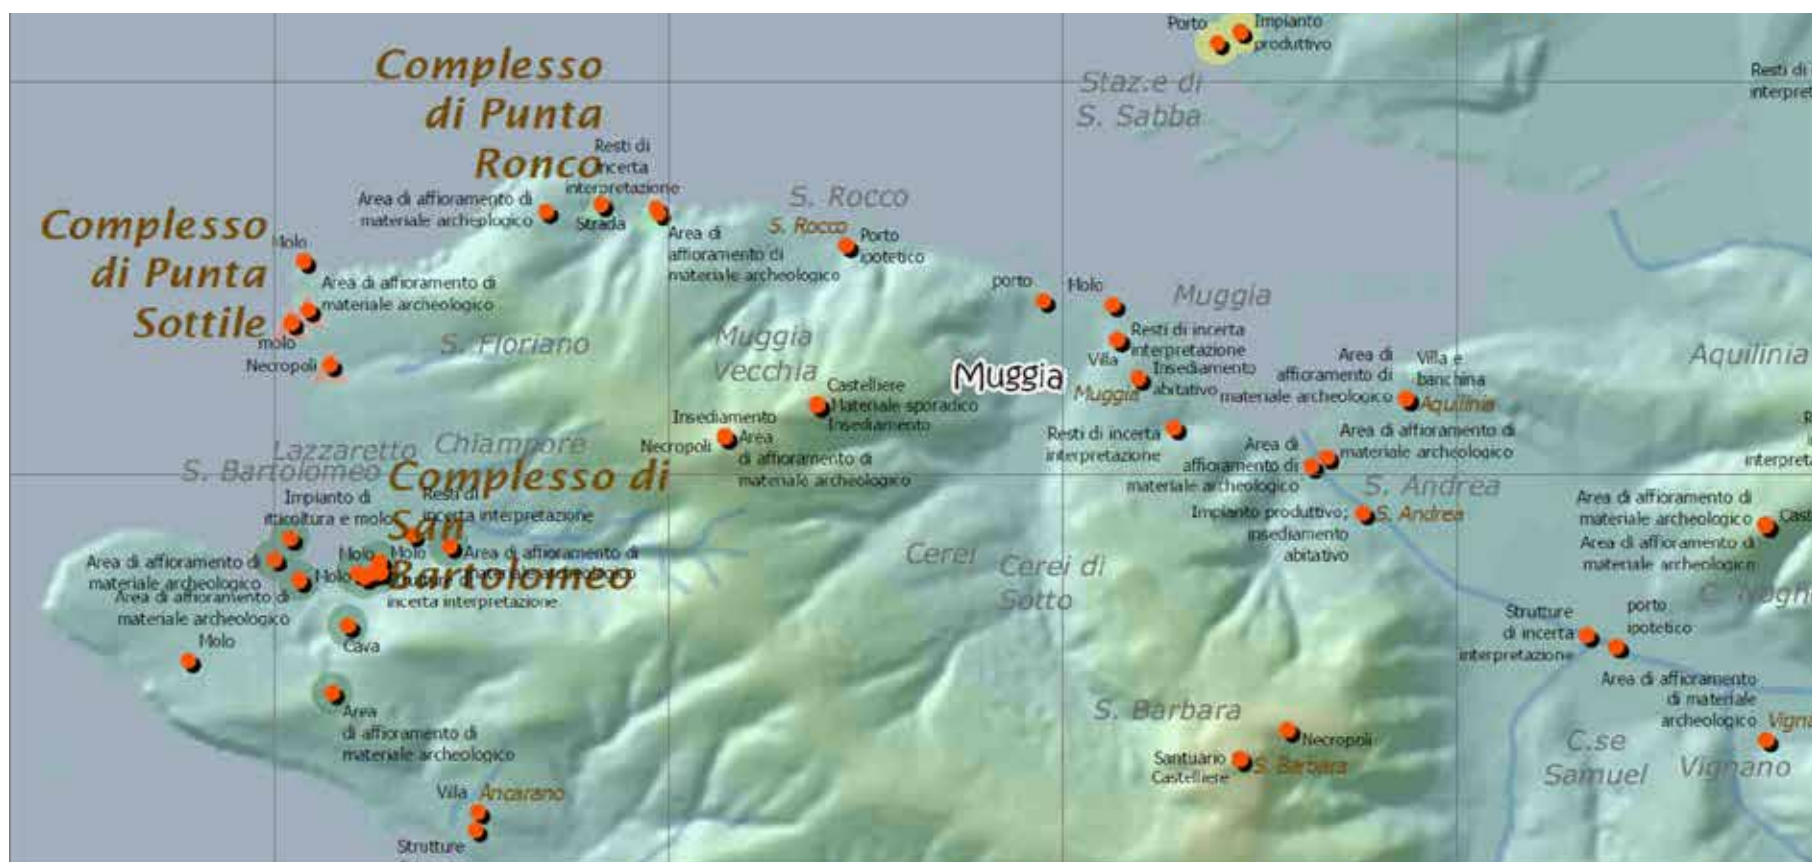 Porto
Impianto
produttivo
Staz.e di
S. Sabba
Resti di
Complesso
di Punta
Ronco
Resti di
incerta
interpretazione
Area di affioramento di
materiale archeologico
Strada
Area di
affioramento di
materiale archeologico
S. Rocco
S. Rocco
Porto
ipotetico
Complesso
di Punta
Sottile
Molo
Area di affioramento di
materiale archeologico
molo
Necropoli
S. Floriano
Muggia
Vecchia
porto
Molo
Muggia
Resti di incerta
interpretazione
Villa
Muggia
Insediamento
abitativo
Muggia
Area di
affioramento di
materiale archeologico
Villa e
banchina
Aquilinia
Aquilinia
Castelliere
Materiale sporadico
Insediamento
Insediamento
Necropoli
Area
di affioramento di
materiale archeologico
Resti di incerta
interpretazione
Area di
affioramento di
materiale archeologico
Area di affioramento di
materiale archeologico
S. Andrea
S. Andrea
Impianto produttivo;
insediamento
abitativo
Area di affioramento di
materiale archeologico
Area di affioramento di
materiale archeologico
Lazzaretto
S. Bartolomeo
Chiampore
Complesso di
San
Bartolomeo
Impianto di
itticoltura e molo
Resti di
incerta interpretazione
Area di affioramento di
materiale archeologico
Molo
Molo
Molo
Area di affioramento di
materiale archeologico
incerta interpretazione
Area di affioramento di
materiale archeologico
Molo
Cava
Area
di affioramento di
materiale archeologico
Cerei
Cerei di
Sotto
Strutture
di incerta
interpretazione
porto
ipotetico
Area di affioramento
di materiale
archeologico
S. Barbara
Necropoli
Santuario
Castelliere
S. Barbara
C.se
Samuel
Vignano
Villa
Ancarano
Strutture